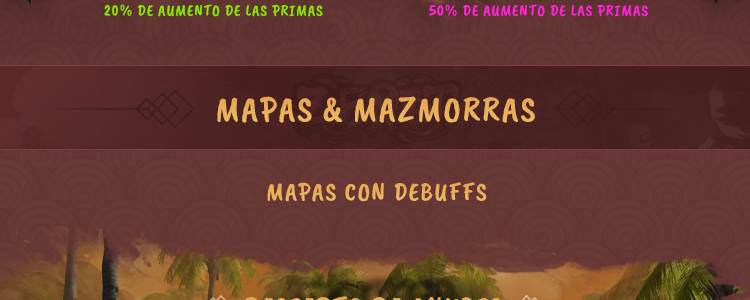 20% DE AUMENTO DE LAS PRIMAS
50% DE AUMENTO DE LAS PRIMAS
MAPAS & MAZMORRAS
MAPAS CON DEBUFFS